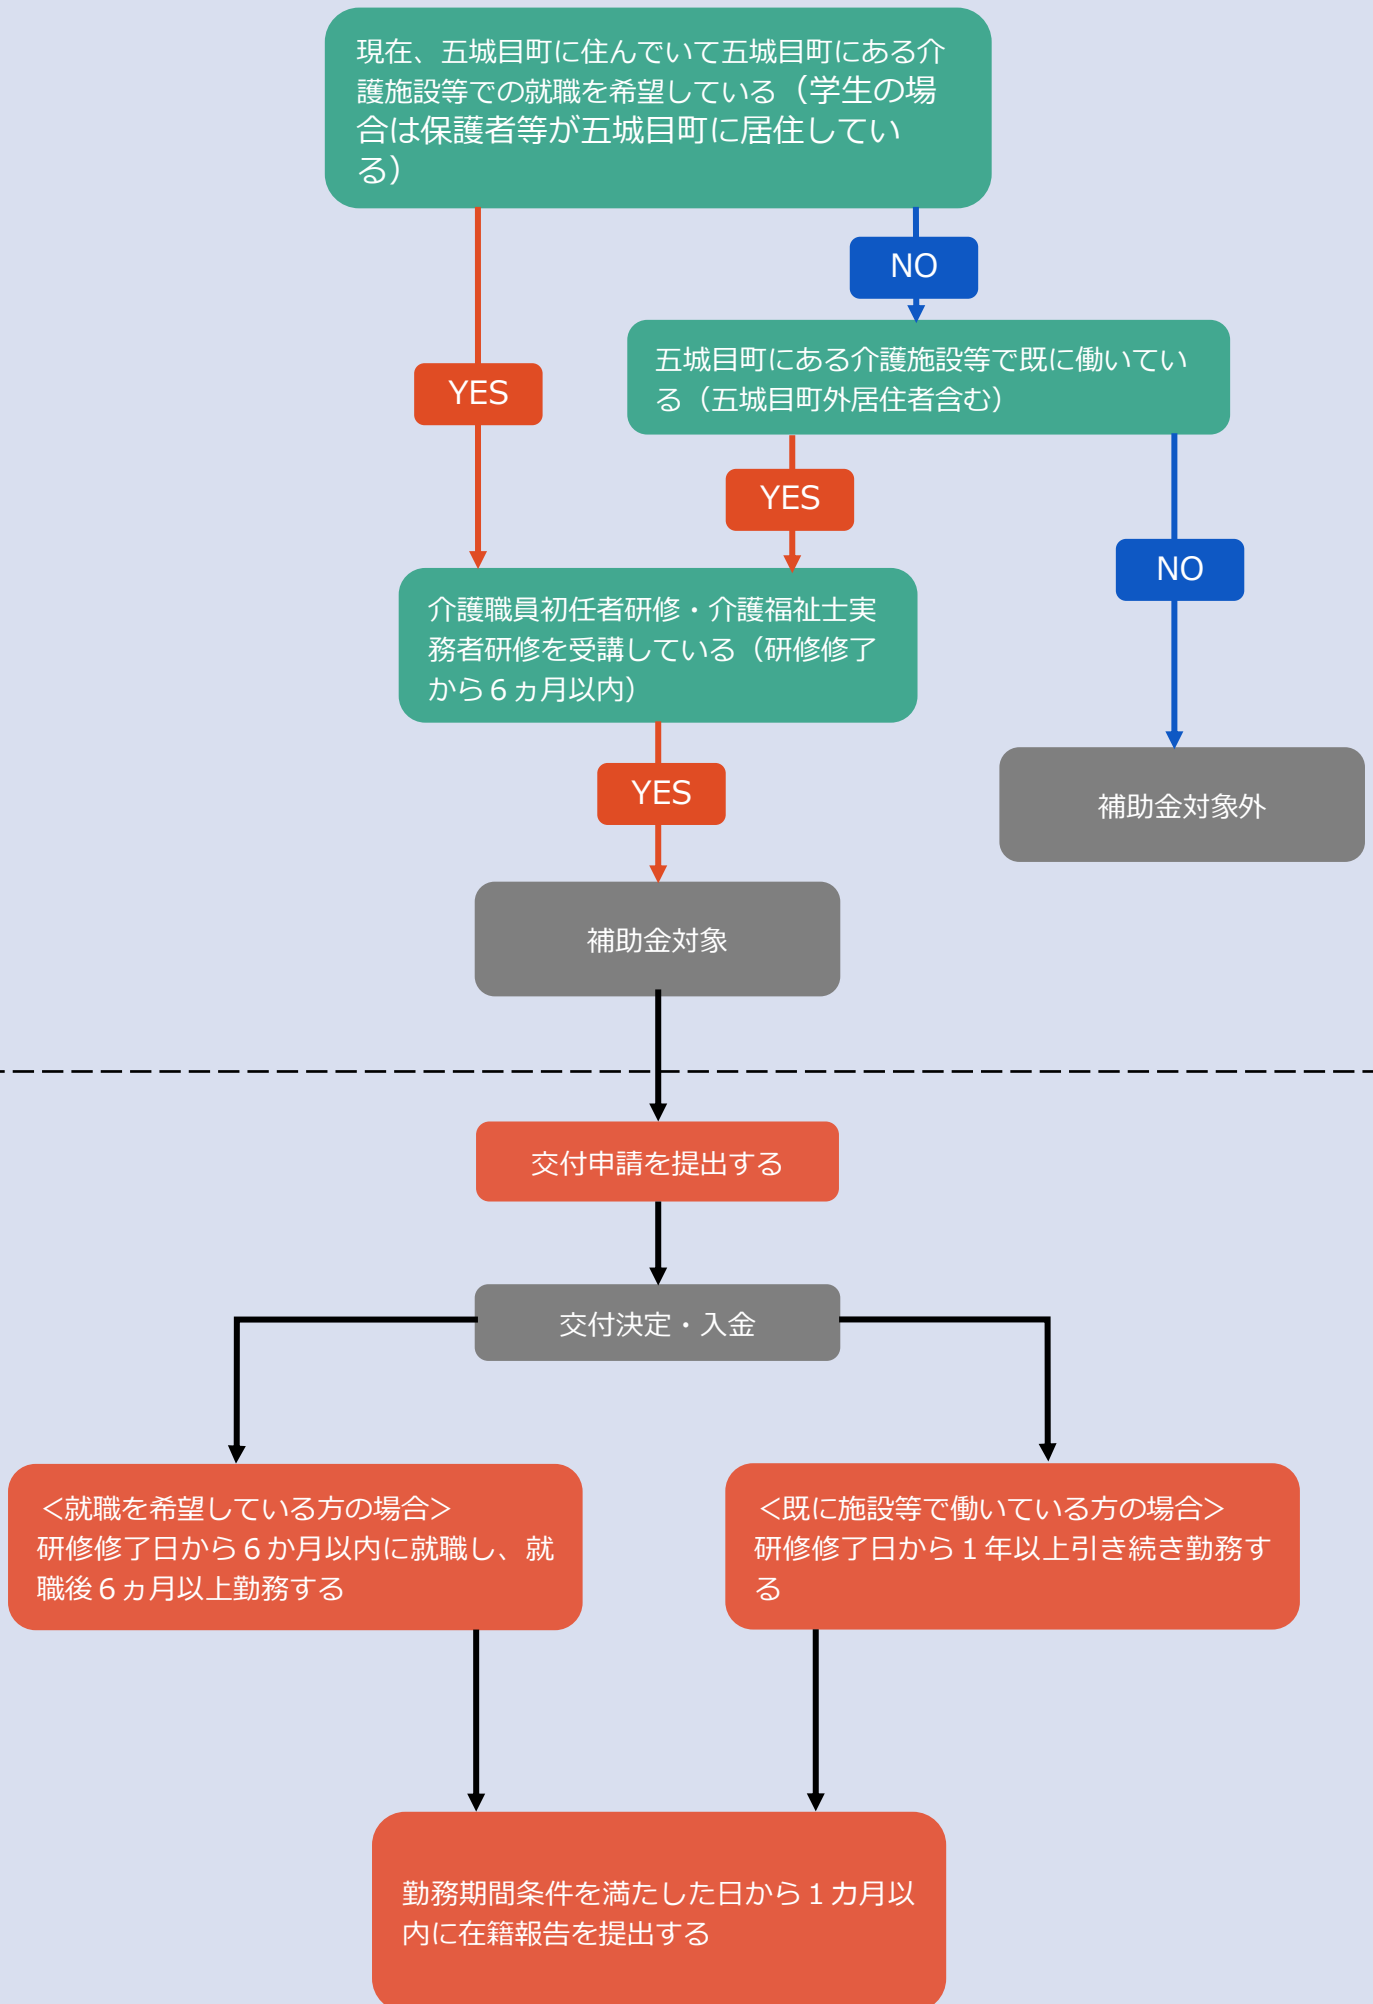 現在、五城目町に住んでいて五城目町にある介
護施設等での就職を希望している（学生の場
合は保護者等が五城目町に居住してい
る）
NO
五城目町にある介護施設等で既に働いてい
る（五城目町外居住者含む）
YES
YES
NO
介護職員初任者研修・介護福祉士実
務者研修を受講している（研修修了
から６ヵ月以内）
YES
補助金対象外
補助金対象
交付申請を提出する
交付決定・入金
＜就職を希望している方の場合＞
研修修了日から６か月以内に就職し、就
職後６ヵ月以上勤務する
＜既に施設等で働いている方の場合＞
研修修了日から１年以上引き続き勤務す
る
勤務期間条件を満たした日から１カ月以
内に在籍報告を提出する